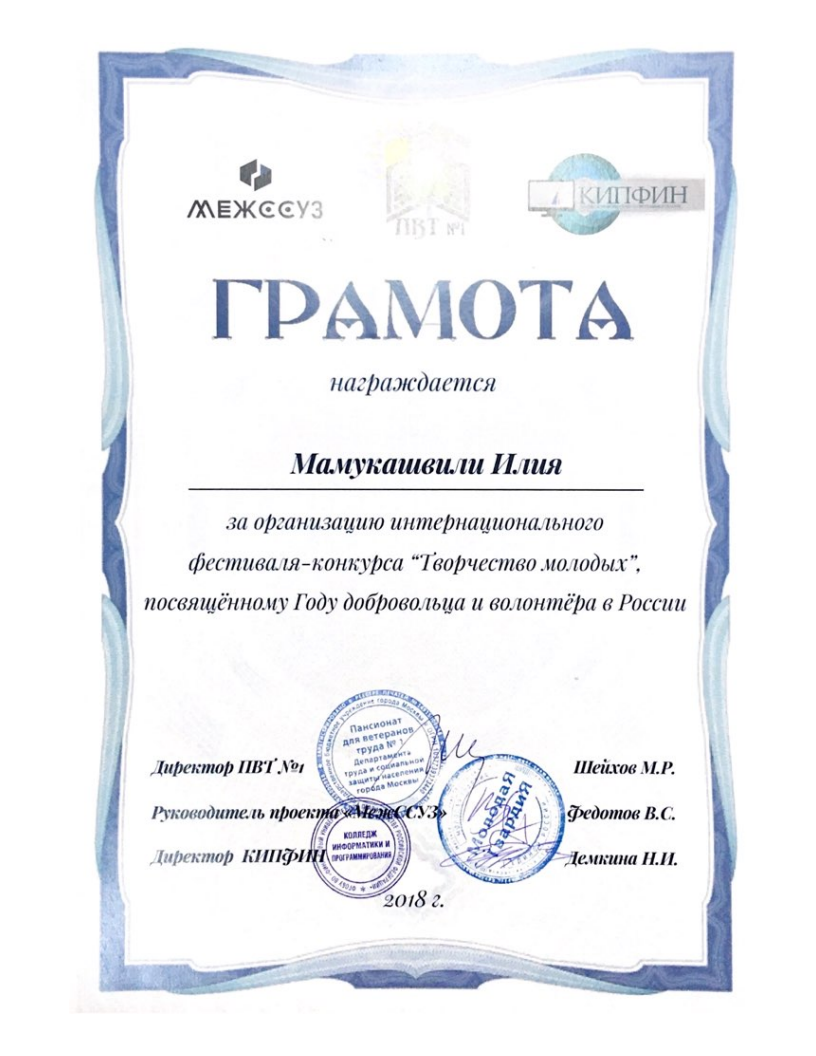 МЕЖССУЗ
ПВТ №1
КИПФИН
ГРАМОТА
награждается
Мамукашвили Илия
за организацию интернационального
фестиваля-конкурса “Творчество молодых”,
посвящённому Году добровольца и волонтёра в России
Пансионат
для ветеранов
труда № 1
Департамента
труда и социальной
защиты населения
города Москвы
Директор ПВТ №1
Шейхов М.Р.
Молодая
гвардия
Руководитель проекта «МежССУЗ»
Федотов В.С.
КОЛЛЕДЖ
ИНФОРМАТИКИ И
ПРОГРАММИРОВАНИЯ
Директор КИПФИН
Демкина Н.И.
2018 г.